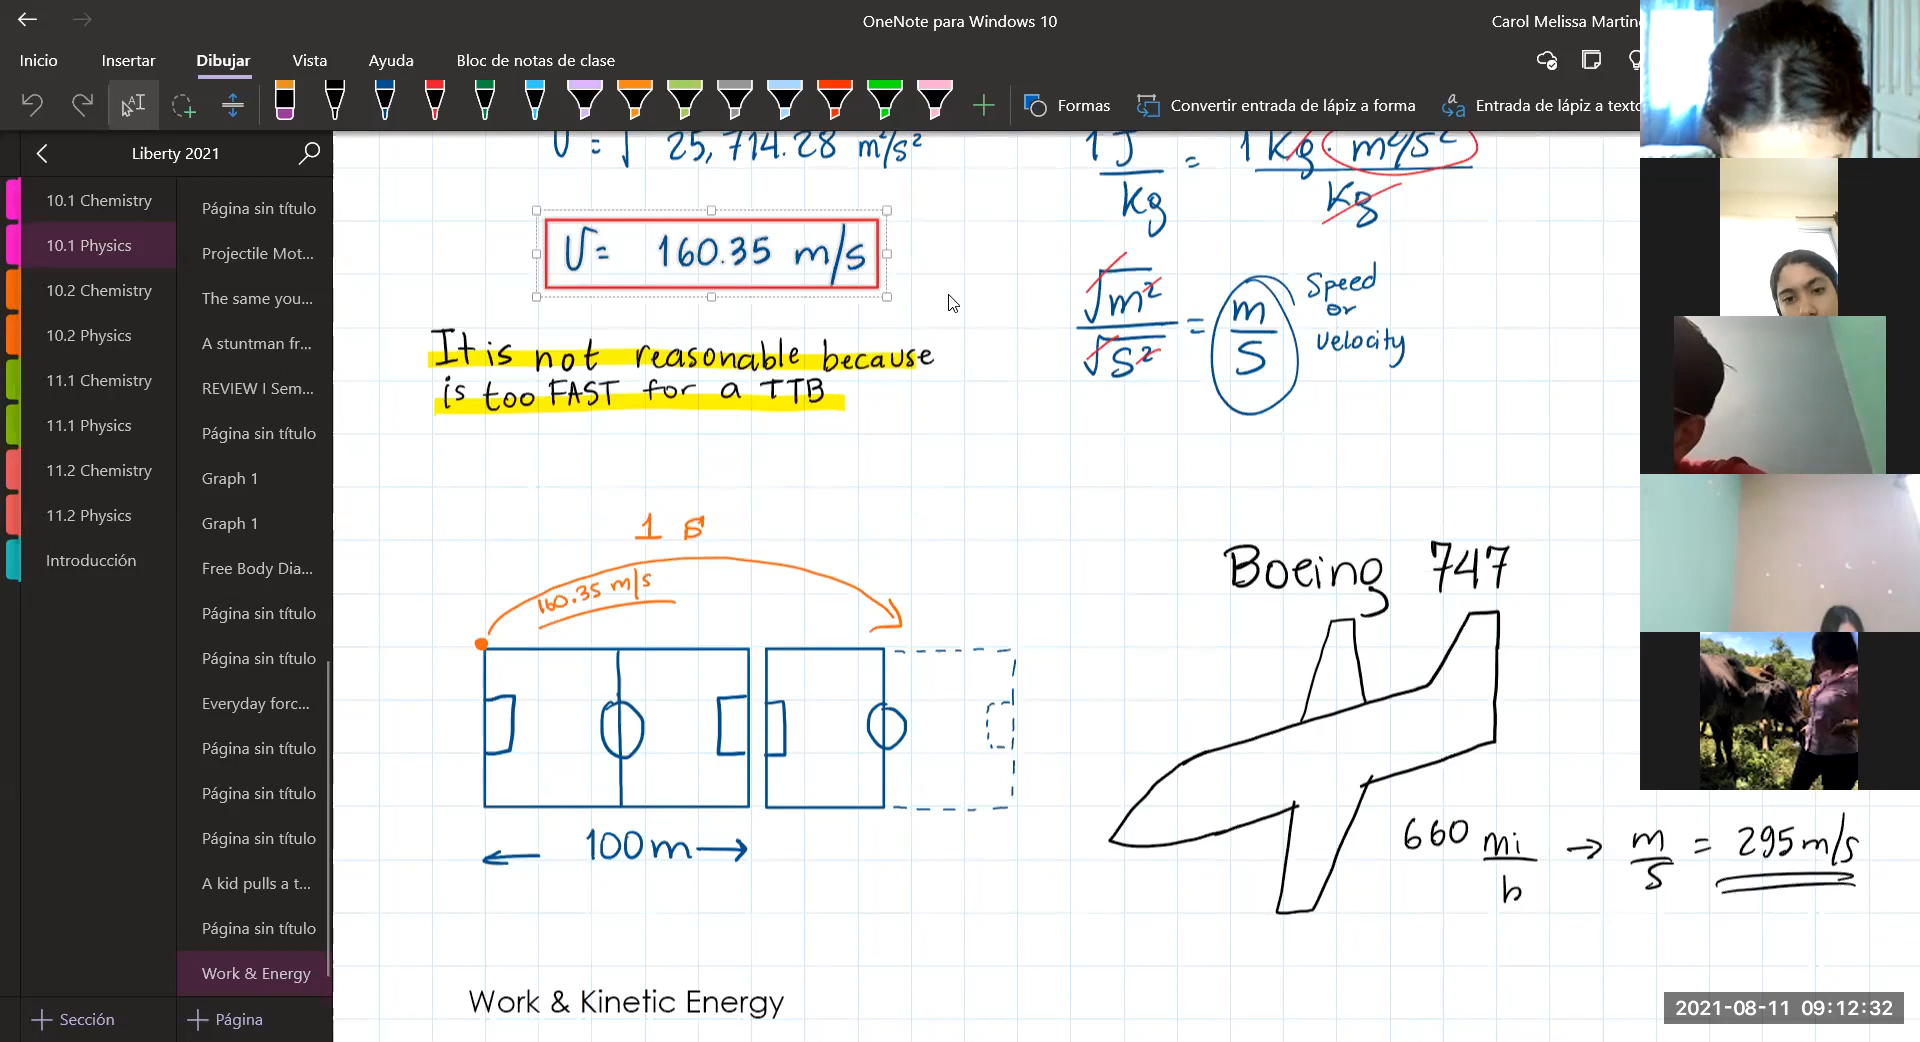 OneNote para Windows 10
Carol Melissa Martin
Inicio
Insertar
Dibujar
Vista
Ayuda
Bloc de notas de clase
Formas
Convertir entrada de lápiz a forma
Entrada de lápiz a texto
Liberty 2021
10.1 Chemistry
10.1 Physics
10.2 Chemistry
10.2 Physics
11.1 Chemistry
11.1 Physics
11.2 Chemistry
11.2 Physics
Introducción
Sección
Página sin título
Projectile Mot...
The same you...
A stuntman fr...
REVIEW I Sem...
Página sin título
Graph 1
Graph 1
Free Body Dia...
Página sin título
Página sin título
Everyday forc...
Página sin título
Página sin título
Página sin título
A kid pulls a t...
Página sin título
Work & Energy
Página
v = √ 25,714.28 m²/s²
v = 160.35 m/s
It is not reasonable because
is too FAST for a TTB
1 J / kg = 1 kg · m²/s² / kg
√m² / √s² = m / s
Speed
or
velocity
1 s
160.35 m/s
100 m
Boeing 747
660 mi/h → m/s = 295 m/s
Work & Kinetic Energy
2021-08-11 09:12:32